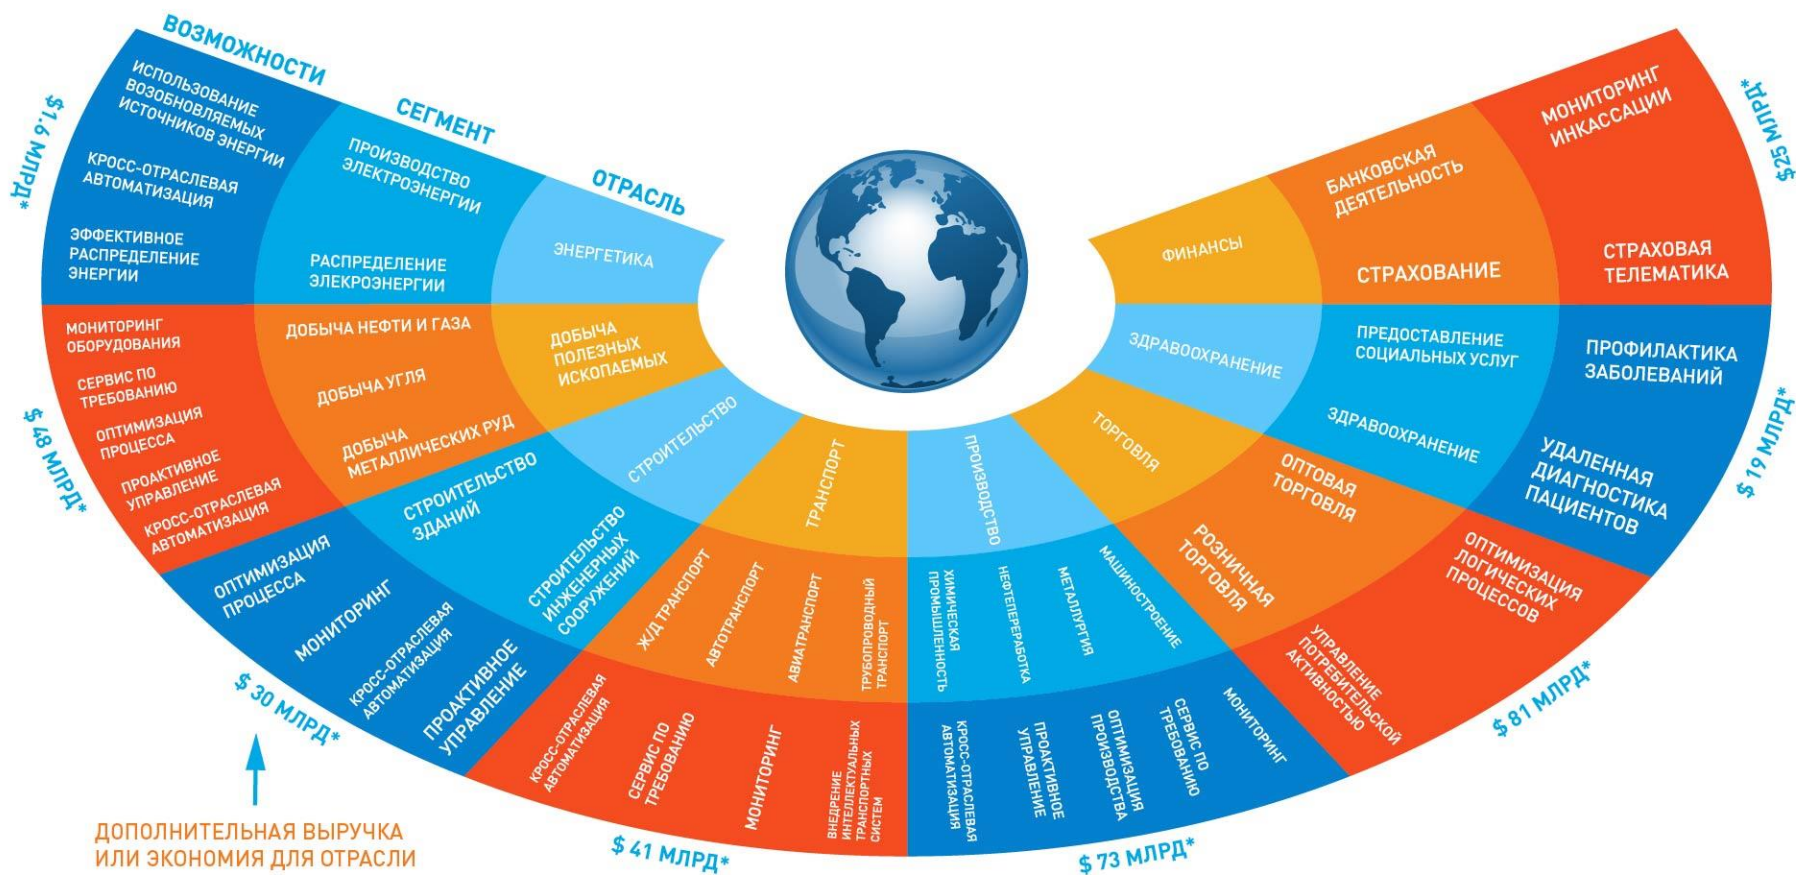 ВОЗМОЖНОСТИ
СЕГМЕНТ
ОТРАСЛЬ
$1.6 МЛРД*
ИСПОЛЬЗОВАНИЕ
ВОЗОБНОВЛЯЕМЫХ
ИСТОЧНИКОВ ЭНЕРГИИ
КРОСС-ОТРАСЛЕВАЯ
АВТОМАТИЗАЦИЯ
ЭФФЕКТИВНОЕ
РАСПРЕДЕЛЕНИЕ
ЭНЕРГИИ
ПРОИЗВОДСТВО
ЭЛЕКТРОЭНЕРГИИ
РАСПРЕДЕЛЕНИЕ
ЭЛЕКРОЭНЕРГИИ
ЭНЕРГЕТИКА
$ 48 МЛРД*
МОНИТОРИНГ
ОБОРУДОВАНИЯ
СЕРВИС ПО
ТРЕБОВАНИЮ
ОПТИМИЗАЦИЯ
ПРОЦЕССА
ПРОАКТИВНОЕ
УПРАВЛЕНИЕ
КРОСС-ОТРАСЛЕВАЯ
АВТОМАТИЗАЦИЯ
ДОБЫЧА НЕФТИ И ГАЗА
ДОБЫЧА УГЛЯ
ДОБЫЧА
МЕТАЛЛИЧЕСКИХ РУД
ДОБЫЧА
ПОЛЕЗНЫХ
ИСКОПАЕМЫХ
$ 30 МЛРД*
ОПТИМИЗАЦИЯ
ПРОЦЕССА
МОНИТОРИНГ
КРОСС-ОТРАСЛЕВАЯ
АВТОМАТИЗАЦИЯ
ПРОАКТИВНОЕ
УПРАВЛЕНИЕ
СТРОИТЕЛЬСТВО
ЗДАНИЙ
СТРОИТЕЛЬСТВО
ИНЖЕНЕРНЫХ
СООРУЖЕНИЙ
СТРОИТЕЛЬСТВО
$ 41 МЛРД*
КРОСС-ОТРАСЛЕВАЯ
АВТОМАТИЗАЦИЯ
СЕРВИС ПО
ТРЕБОВАНИЮ
МОНИТОРИНГ
ВНЕДРЕНИЕ
ИНТЕЛЛЕКТУАЛЬНЫХ
ТРАНСПОРТНЫХ
СИСТЕМ
Ж/Д ТРАНСПОРТ
АВТОТРАНСПОРТ
АВИАТРАНСПОРТ
ТРУБОПРОВОДНЫЙ
ТРАНСПОРТ
ТРАНСПОРТ
$ 73 МЛРД*
КРОСС-ОТРАСЛЕВАЯ
АВТОМАТИЗАЦИЯ
ПРОАКТИВНОЕ
УПРАВЛЕНИЕ
ОПТИМИЗАЦИЯ
ПРОИЗВОДСТВА
СЕРВИС ПО
ТРЕБОВАНИЮ
МОНИТОРИНГ
ХИМИЧЕСКАЯ
ПРОМЫШЛЕННОСТЬ
НЕФТЕПЕРЕРАБОТКА
МЕТАЛЛУРГИЯ
МАШИНОСТРОЕНИЕ
ПРОИЗВОДСТВО
$ 81 МЛРД*
УПРАВЛЕНИЕ
ПОТРЕБИТЕЛЬСКОЙ
АКТИВНОСТЬЮ
ОПТИМИЗАЦИЯ
ЛОГИЧЕСКИХ
ПРОЦЕССОВ
РОЗНИЧНАЯ
ТОРГОВЛЯ
ОПТОВАЯ
ТОРГОВЛЯ
ТОРГОВЛЯ
$ 19 МЛРД*
ПРОФИЛАКТИКА
ЗАБОЛЕВАНИЙ
УДАЛЕННАЯ
ДИАГНОСТИКА
ПАЦИЕНТОВ
ПРЕДОСТАВЛЕНИЕ
СОЦИАЛЬНЫХ УСЛУГ
ЗДРАВООХРАНЕНИЕ
ЗДРАВООХРАНЕНИЕ
$25 МЛРД*
МОНИТОРИНГ
ИНКАССАЦИИ
СТРАХОВАЯ
ТЕЛЕМАТИКА
БАНКОВСКАЯ
ДЕЯТЕЛЬНОСТЬ
СТРАХОВАНИЕ
ФИНАНСЫ
ДОПОЛНИТЕЛЬНАЯ ВЫРУЧКА
ИЛИ ЭКОНОМИЯ ДЛЯ ОТРАСЛИ